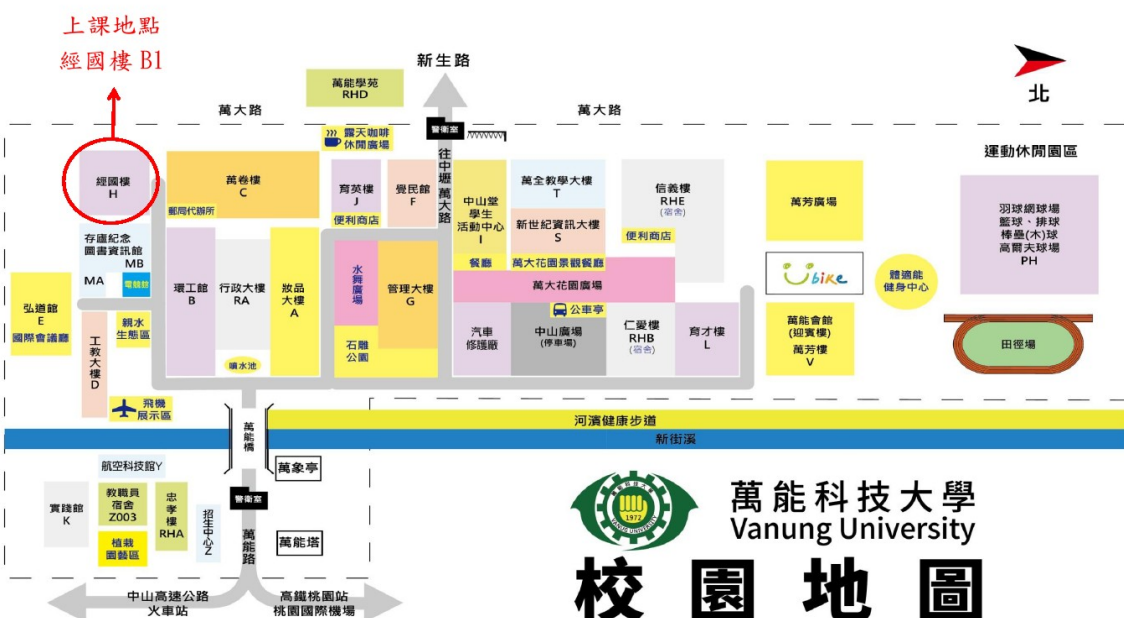 上課地點
經國樓 B1
新生路
萬能學苑
RHD
萬大路
萬大路
北
警衛室
露天咖啡
休閒廣場
往中壢 萬大路
運動休閒園區
經國樓
H
萬卷樓
C
郵局代辦所
育英樓
J
便利商店
覺民館
F
中山堂
學生
活動中心
I
餐廳
萬全教學大樓
T
新世紀資訊大樓
S
萬大花園景觀餐廳
信義樓
RHE
(宿舍)
便利商店
萬芳廣場
羽球網球場
籃球、排球
棒壘(木)球
高爾夫球場
PH
存廬紀念
圖書資訊館
MB
MA
電競館
環工館
B
行政大樓
RA
妝品
大樓
A
水舞廣場
管理大樓
G
萬大花園廣場
Ubike
體適能
健身中心
弘道館
E
國際會議廳
親水
生態區
工教大樓D
噴水池
石雕
公園
汽車
修護廠
公車亭
中山廣場
(停車場)
仁愛樓
RHB
(宿舍)
育才樓
L
萬能會館
(迎賓樓)
萬芳樓
V
田徑場
飛機
展示區
萬能橋
河濱健康步道
新街溪
航空科技館Y
萬象亭
實踐館
K
教職員
宿舍
Z003
植栽
園藝區
忠孝樓
RHA
招生中心Z
警衛室
萬能路
萬能塔
中山高速公路
火車站
高鐵桃園站
桃園國際機場
萬能科技大學
VANUNG UNIVERSITY
1972
萬能科技大學
Vanung University
校園地圖